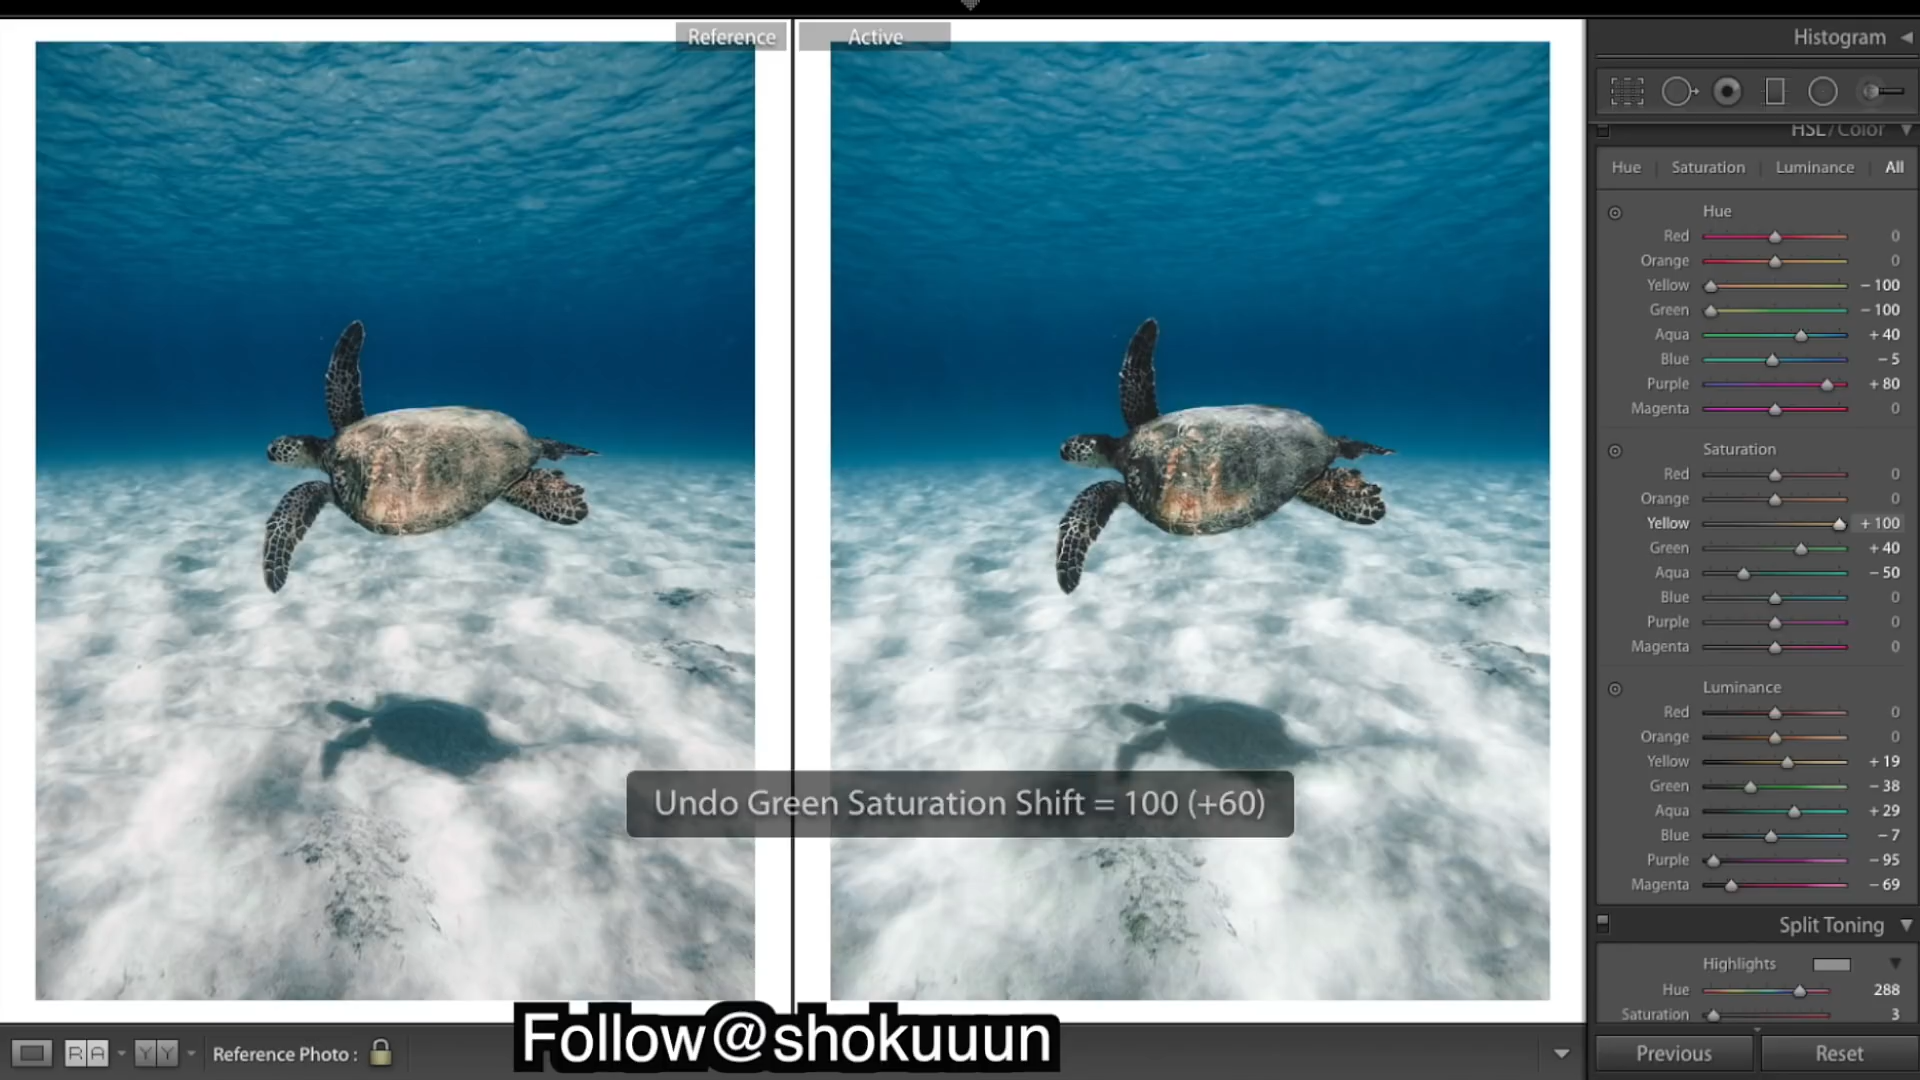 Reference
Active
Histogram
HSL / Color
Hue Saturation Luminance All
Hue
Red 0
Orange 0
Yellow - 100
Green - 100
Aqua + 40
Blue - 5
Purple + 80
Magenta 0
Saturation
Red 0
Orange 0
Yellow + 100
Green + 40
Aqua - 50
Blue 0
Purple 0
Magenta 0
Luminance
Red 0
Orange 0
Yellow + 19
Green - 38
Aqua + 29
Blue - 7
Purple - 95
Magenta - 69
Undo Green Saturation Shift = 100 (+60)
Split Toning
Highlights
Hue 288
Saturation 3
Follow@shokuuun
R A Y Y Reference Photo :
Previous Reset